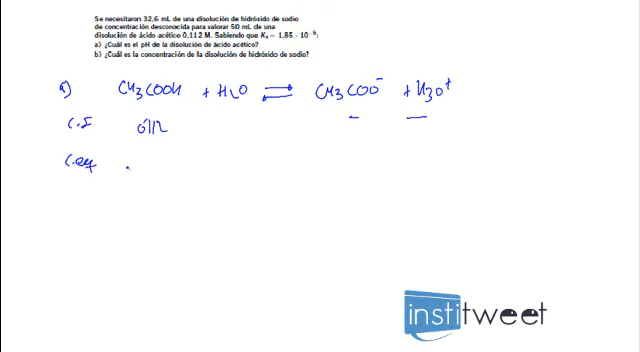 Se necesitaron 32,6 mL de una disolución de hidróxido de sodio
de concentración desconocida para valorar 50 mL de una
disolución de ácido acético 0,112 M. Sabiendo que Kₐ = 1,85 · 10⁻⁵:
a) ¿Cuál es el pH de la disolución de ácido acético?
b) ¿Cuál es la concentración de la disolución de hidróxido de sodio?
a) CH3COOH + H2O ⇌ CH3COO⁻ + H3O⁺
C.I 0'112 – —
C.eq
institweet